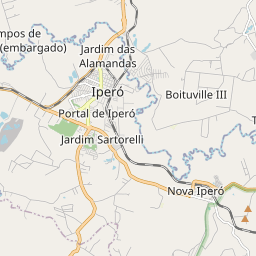 mpos de
(embargado)
Jardim das
Alamandas
Iperó
Boituville III
Portal de Iperó
T
Jardim Sartorelli
Nova Iperó